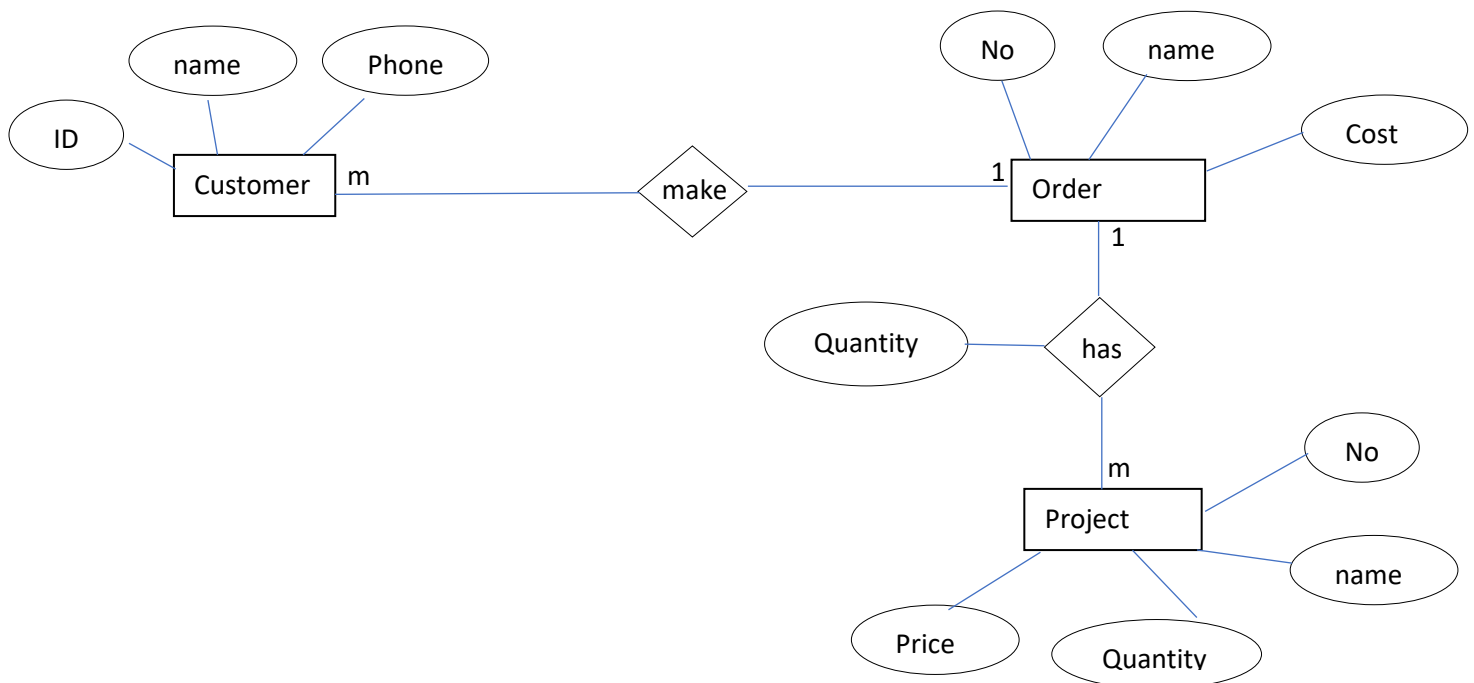 No
name
name
Phone
Cost
ID
Customer
m
make
1
Order
1
Quantity
has
m
No
Project
name
Price
Quantity